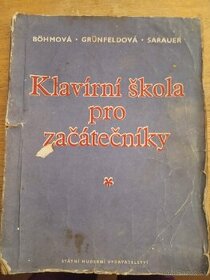 BÖHMOVÁ · GRÜNFELDOVÁ · SARAUER
Klavírní škola
pro
začátečníky
STÁTNÍ HUDEBNÍ VYDAVATELSTVÍ